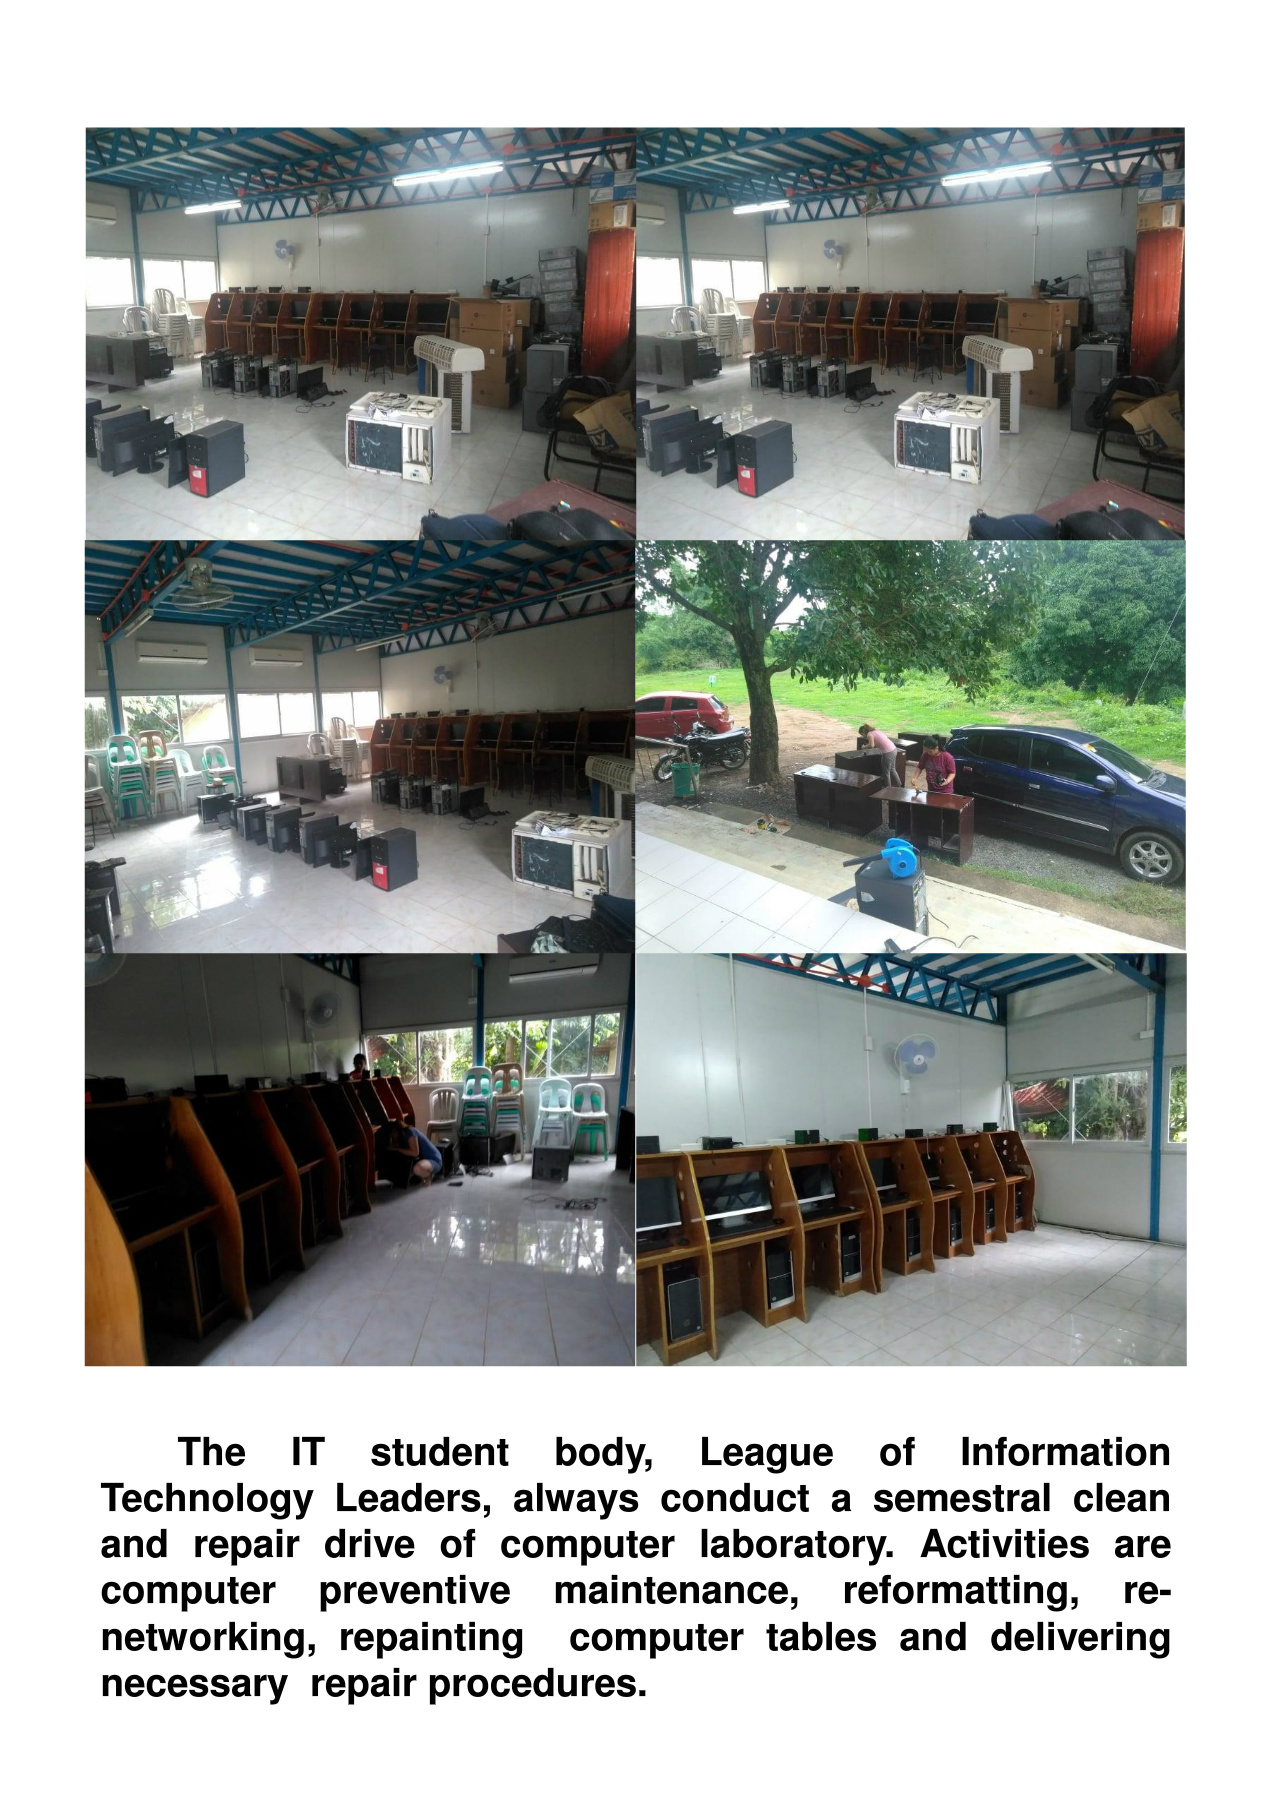 The IT student body, League of Information
Technology Leaders, always conduct a semestral clean
and repair drive of computer laboratory. Activities are
computer preventive maintenance, reformatting, re-
networking, repainting computer tables and delivering
necessary repair procedures.